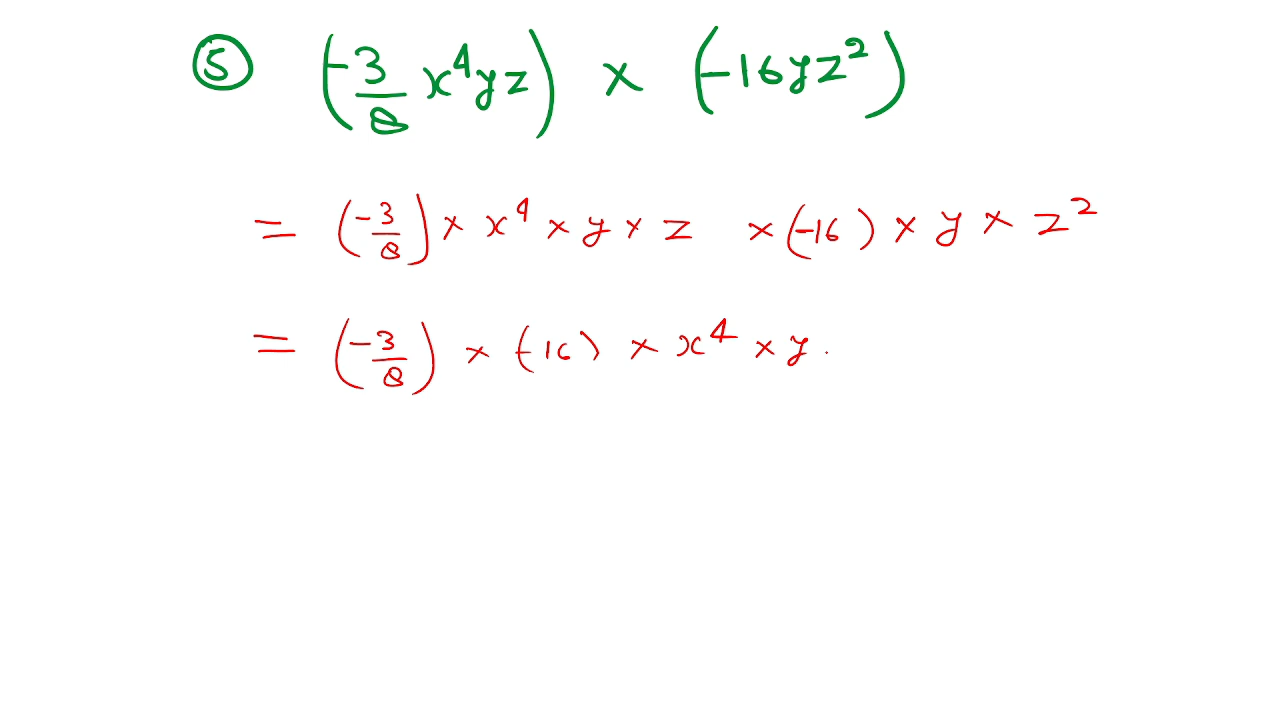 ⑤ (-3/8 x⁴yz) × (-16yz²)
= (-3/8) × x⁴ × y × z × (-16) × y × z²
= (-3/8) × (-16) × x⁴ × y .